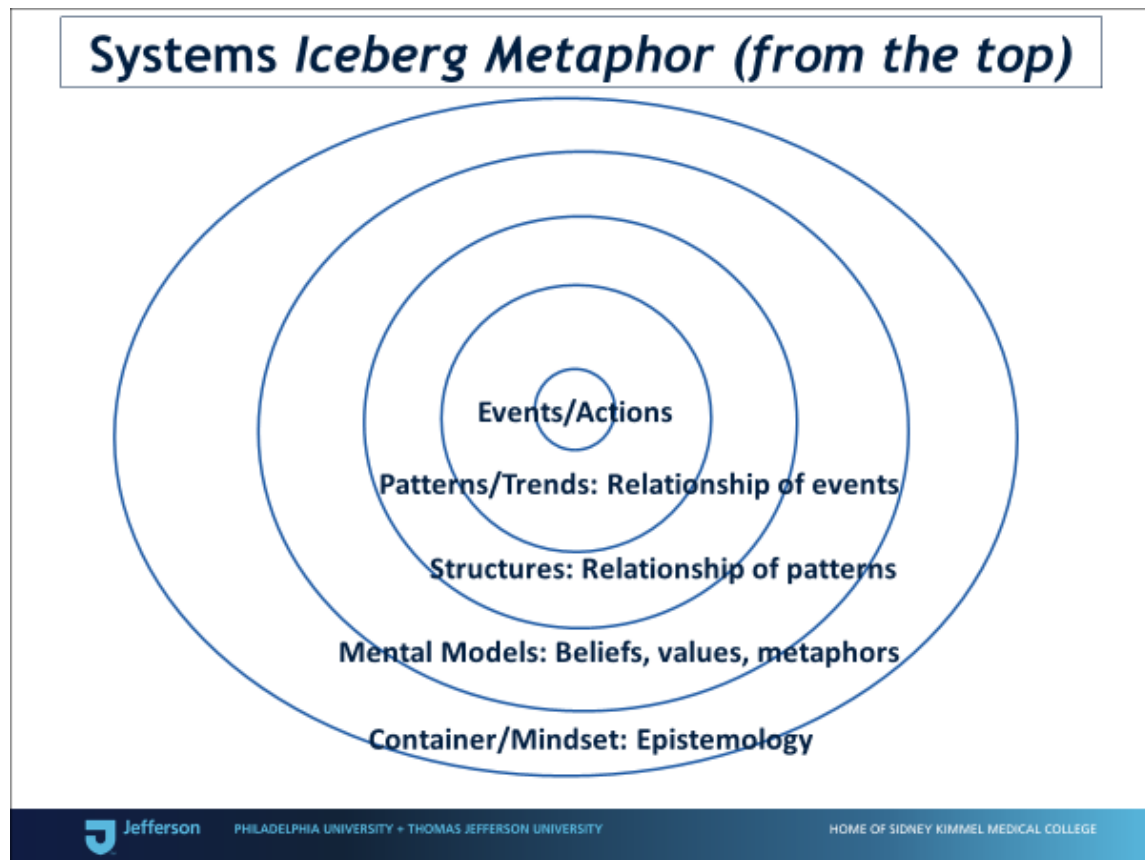 Systems Iceberg Metaphor (from the top)
Events/Actions
Patterns/Trends: Relationship of events
Structures: Relationship of patterns
Mental Models: Beliefs, values, metaphors
Container/Mindset: Epistemology
Jefferson
PHILADELPHIA UNIVERSITY + THOMAS JEFFERSON UNIVERSITY
HOME OF SIDNEY KIMMEL MEDICAL COLLEGE